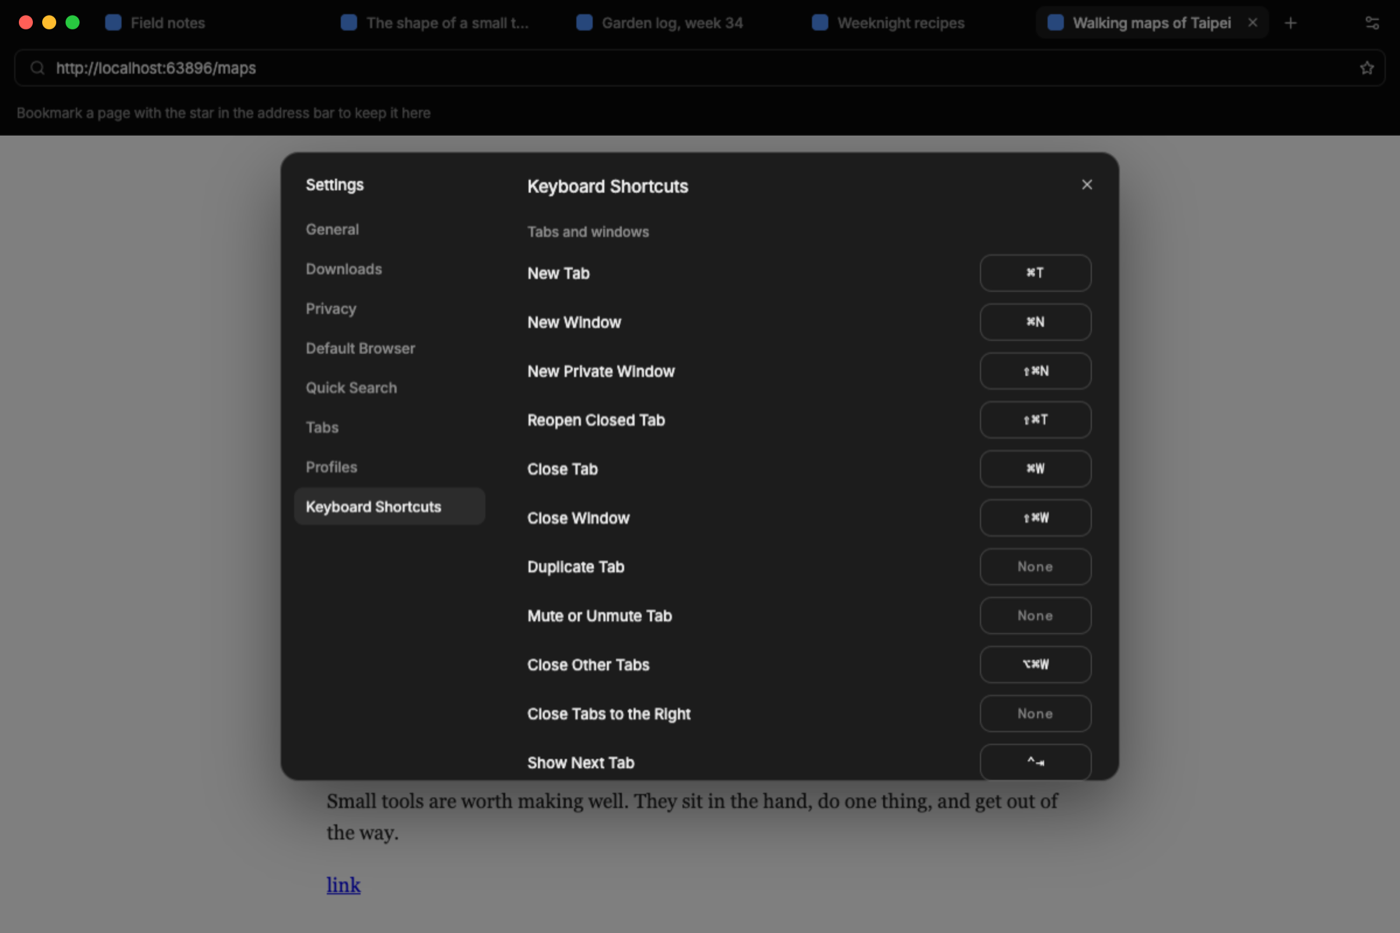 Field notes
The shape of a small t...
Garden log, week 34
Weeknight recipes
Walking maps of Taipei
http://localhost:63896/maps
Bookmark a page with the star in the address bar to keep it here
Settings
General
Downloads
Privacy
Default Browser
Quick Search
Tabs
Profiles
Keyboard Shortcuts
Keyboard Shortcuts
Tabs and windows
New Tab ⌘T
New Window ⌘N
New Private Window ⇧⌘N
Reopen Closed Tab ⇧⌘T
Close Tab ⌘W
Close Window ⇧⌘W
Duplicate Tab None
Mute or Unmute Tab None
Close Other Tabs ⌥⌘W
Close Tabs to the Right None
Show Next Tab ^⇥
Small tools are worth making well. They sit in the hand, do one thing, and get out of
the way.
link